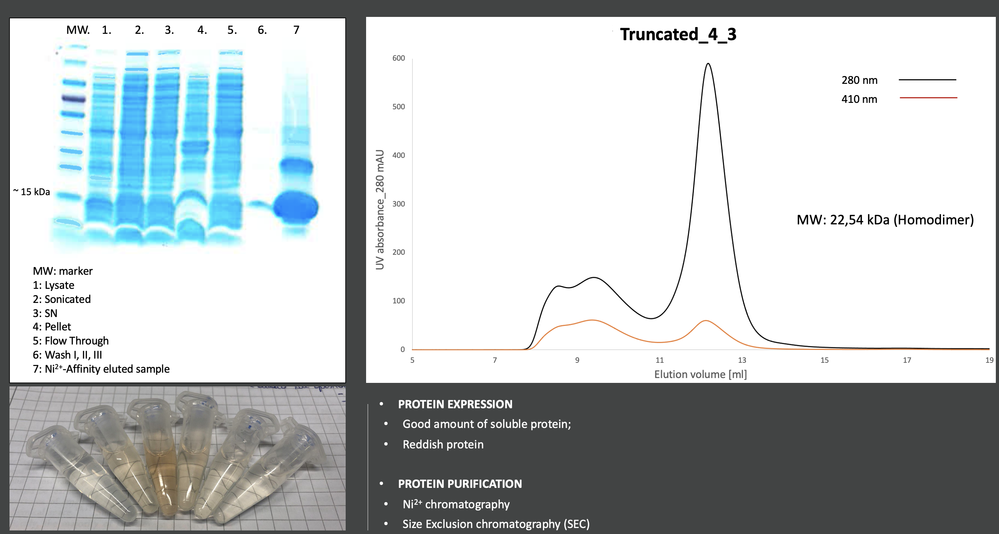 MW. 1. 2. 3. 4. 5. 6. 7
~ 15 kDa
MW: marker
1: Lysate
2: Sonicated
3: SN
4: Pellet
5: Flow Through
6: Wash I, II, III
7: Ni²⁺-Affinity eluted sample
Truncated_4_3
280 nm
410 nm
MW: 22,54 kDa (Homodimer)
UV absorbance_280 mAU
600
500
400
300
200
100
0
5 7 9 11 13 15 17 19
Elution volume [ml]
• PROTEIN EXPRESSION
• Good amount of soluble protein;
• Reddish protein
• PROTEIN PURIFICATION
• Ni²⁺ chromatography
• Size Exclusion chromatography (SEC)